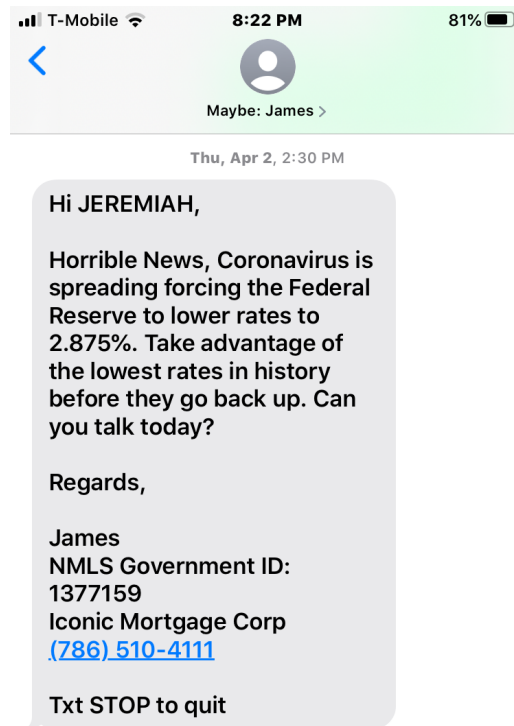 T-Mobile 8:22 PM 81%
Maybe: James >
Thu, Apr 2, 2:30 PM
Hi JEREMIAH,
Horrible News, Coronavirus is
spreading forcing the Federal
Reserve to lower rates to
2.875%. Take advantage of
the lowest rates in history
before they go back up. Can
you talk today?
Regards,
James
NMLS Government ID:
1377159
Iconic Mortgage Corp
(786) 510-4111
Txt STOP to quit